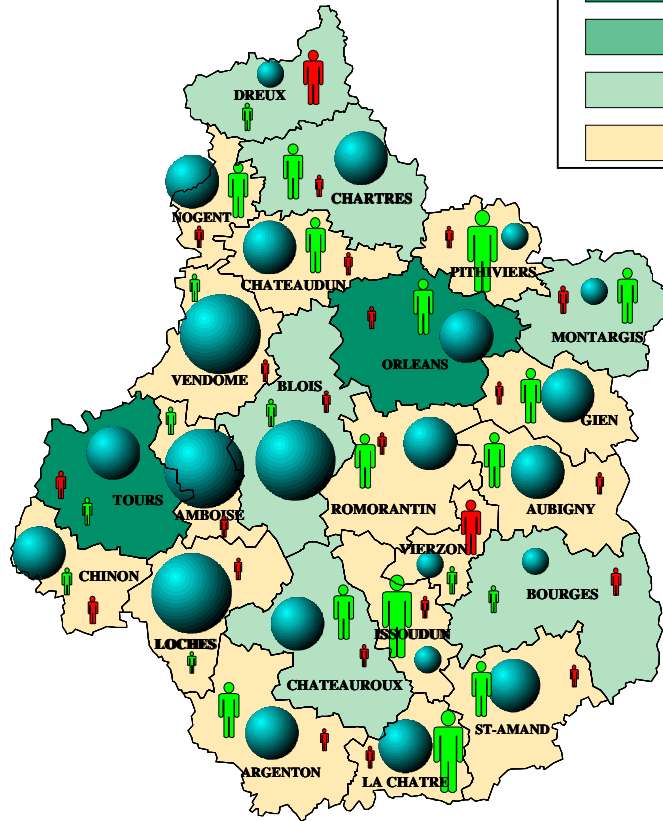 DREUX
CHARTRES
NOGENT
PITHIVIERS
CHATEAUDUN
MONTARGIS
ORLEANS
VENDOME
BLOIS
GIEN
TOURS
ROMORANTIN
AUBIGNY
AMBOISE
VIERZON
CHINON
BOURGES
ISSOUDUN
LOCHES
CHATEAUROUX
ST-AMAND
ARGENTON
LA CHATRE